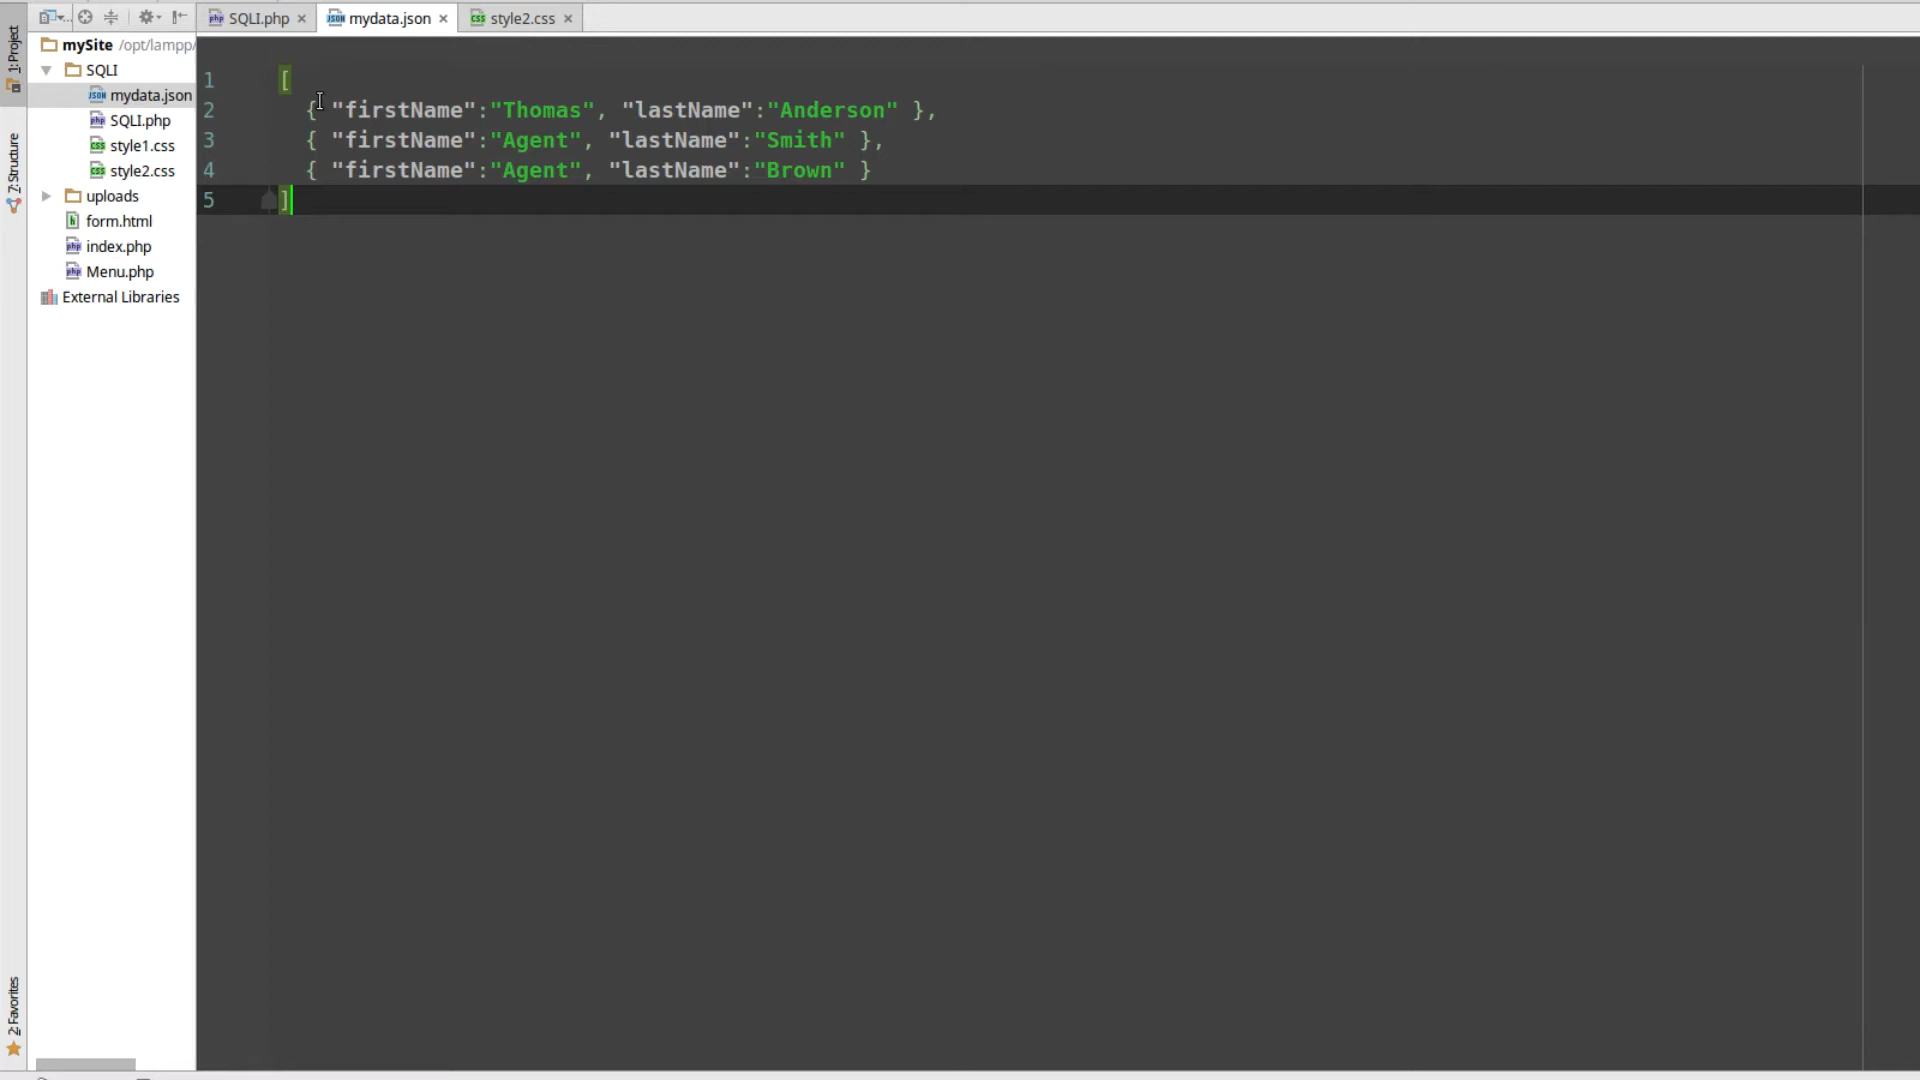 SQLI.php
mydata.json
style2.css
1: Project
7: Structure
2: Favorites
mySite /opt/lampp/
SQLI
mydata.json
SQLI.php
style1.css
style2.css
uploads
form.html
index.php
Menu.php
External Libraries
1 [
2 { "firstName":"Thomas", "lastName":"Anderson" },
3 { "firstName":"Agent", "lastName":"Smith" },
4 { "firstName":"Agent", "lastName":"Brown" }
5 ]